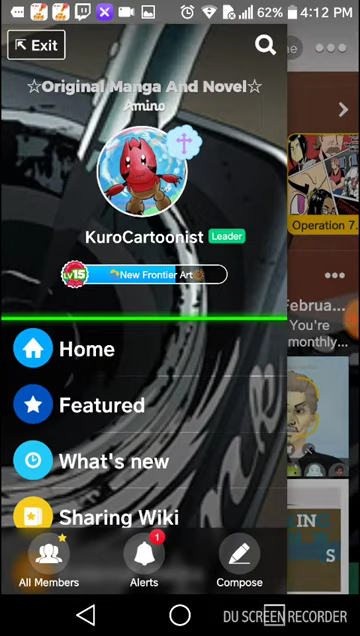 62% 4:12 PM
Exit
☆Original Manga And Novel☆
Amino
KuroCartoonist Leader
LV15 New Frontier Art
Home
Operation 7.
Featured
Februa
You're
monthly
What's new
Sharing Wiki
IN
S
1
All Members Alerts Compose
DU SCREEN RECORDER